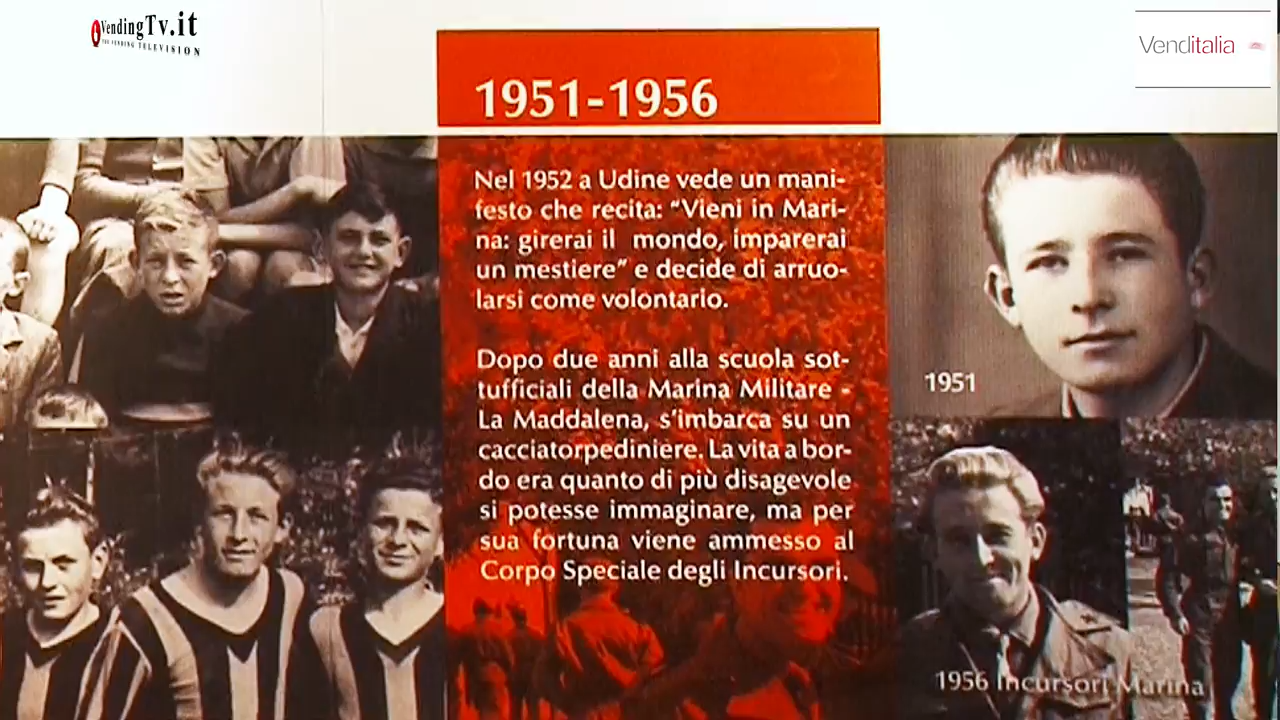 VendingTv.it
THE VENDING TELEVISION
Venditalia
1951-1956
Nel 1952 a Udine vede un mani-
festo che recita: “Vieni in Mari-
na: girerai il mondo, imparerai
un mestiere” e decide di arruo-
larsi come volontario.
Dopo due anni alla scuola sot-
tufficiali della Marina Militare -
La Maddalena, s'imbarca su un
cacciatorpediniere. La vita a bor-
do era quanto di più disagevole
si potesse immaginare, ma per
sua fortuna viene ammesso al
Corpo Speciale degli Incursori.
1951
1956 Incursori Marina